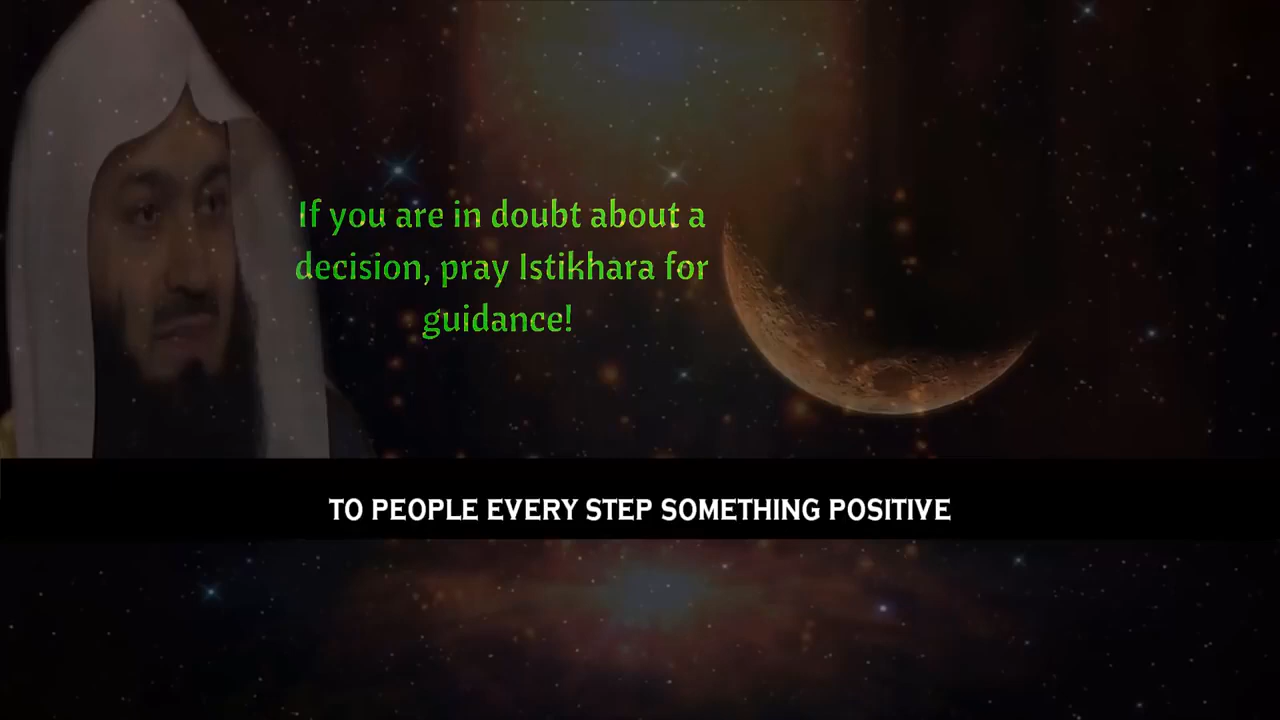 If you are in doubt about a
decision, pray Istikhara for
guidance!
TO PEOPLE EVERY STEP SOMETHING POSITIVE